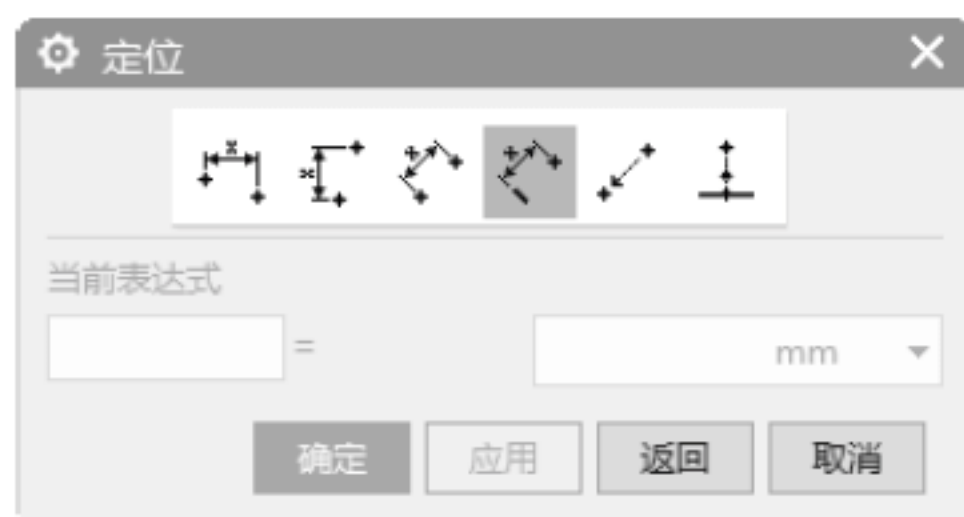 定位
当前表达式
=
mm
确定 应用 返回 取消